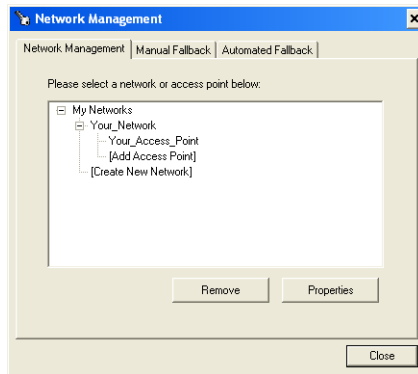 Network Management
Network Management Manual Fallback Automated Fallback
Please select a network or access point below:
My Networks
Your_Network
Your_Access_Point
[Add Access Point]
[Create New Network]
Remove Properties
Close